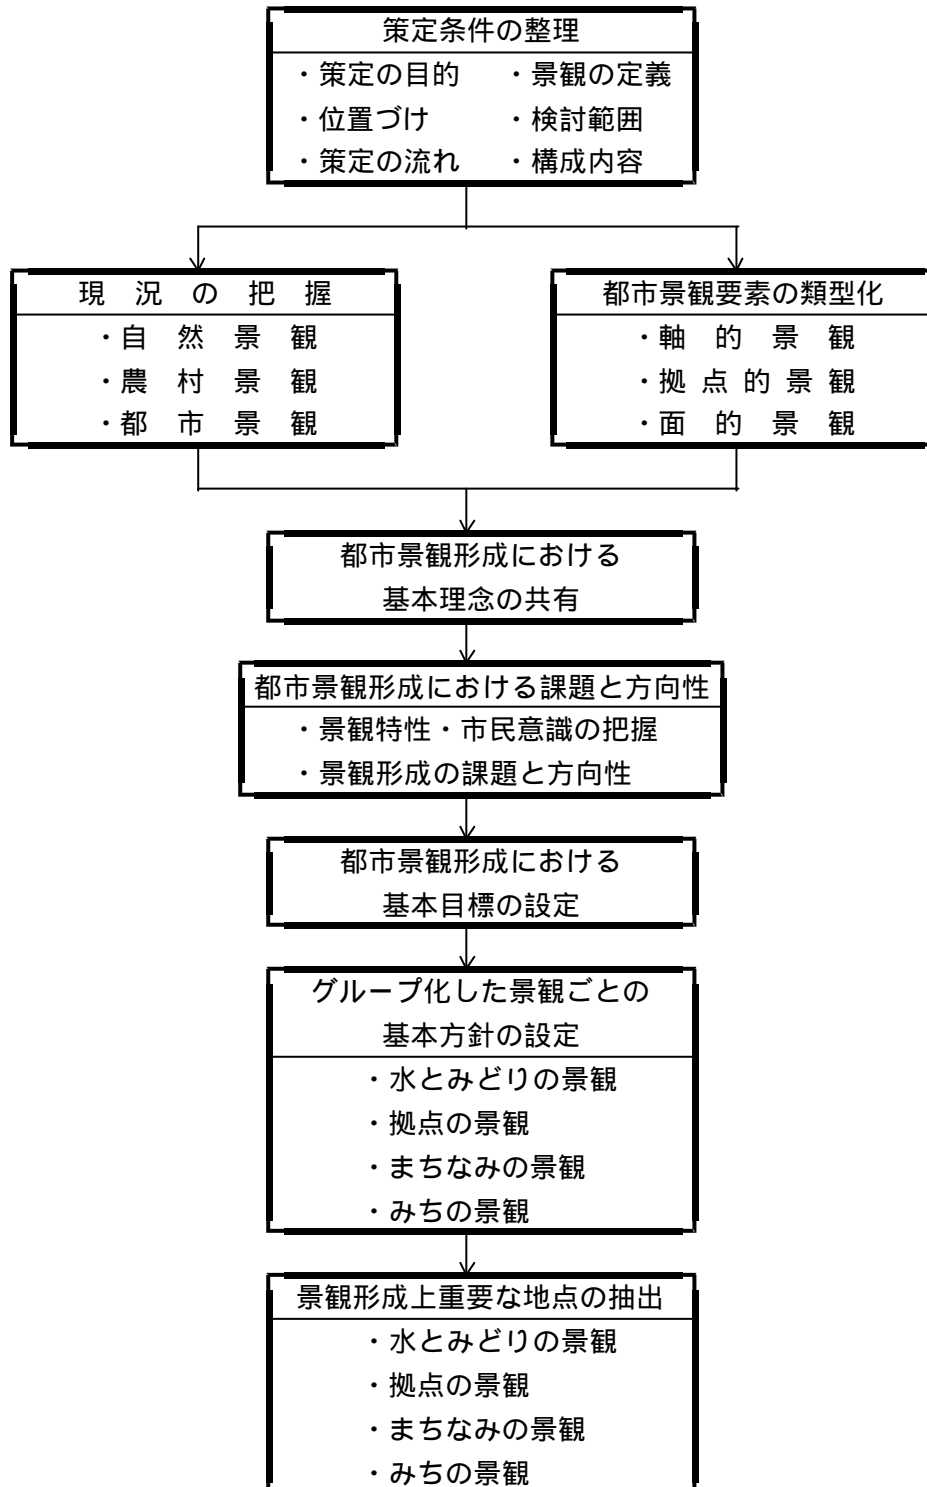 策定条件の整理
・策定の目的 ・景観の定義
・位置づけ ・検討範囲
・策定の流れ ・構成内容
現況の把握
・自然景観
・農村景観
・都市景観
都市景観要素の類型化
・軸的景観
・拠点的景観
・面的景観
都市景観形成における
基本理念の共有
都市景観形成における課題と方向性
・景観特性・市民意識の把握
・景観形成の課題と方向性
都市景観形成における
基本目標の設定
グループ化した景観ごとの
基本方針の設定
・水とみどりの景観
・拠点の景観
・まちなみの景観
・みちの景観
景観形成上重要な地点の抽出
・水とみどりの景観
・拠点の景観
・まちなみの景観
・みちの景観